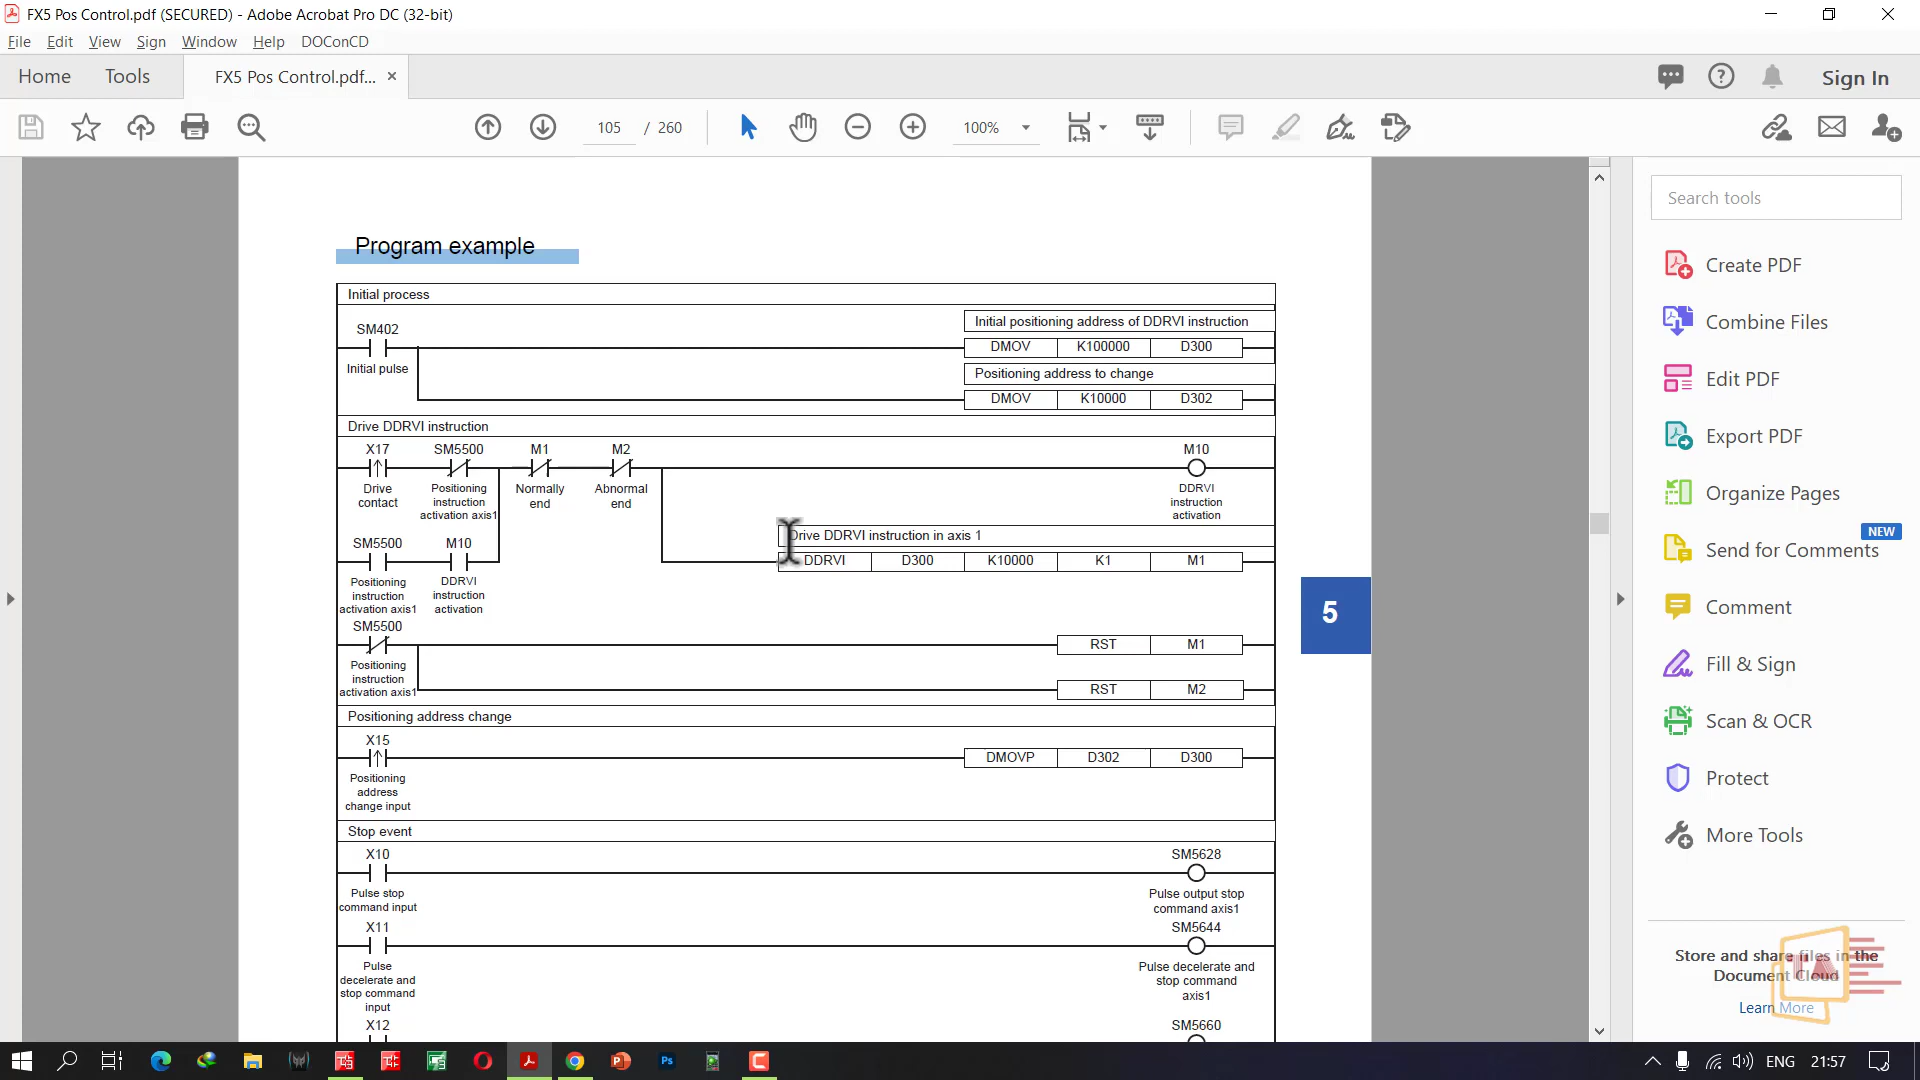 FX5 Pos Control.pdf (SECURED) - Adobe Acrobat Pro DC (32-bit)
File Edit View Sign Window Help DOConCD
Home Tools FX5 Pos Control.pdf... × Sign In
105 / 260 100%
Program example
Initial process
SM402
Initial pulse
Initial positioning address of DDRVI instruction
DMOV K100000 D300
Positioning address to change
DMOV K10000 D302
Drive DDRVI instruction
X17 SM5500 M1 M2 M10
Drive contact
Positioning instruction activation axis1
Normally end
Abnormal end
DDRVI instruction activation
Drive DDRVI instruction in axis 1
DDRVI D300 K10000 K1 M1
SM5500 M10
Positioning instruction activation axis1
DDRVI instruction activation
SM5500
Positioning instruction activation axis1
RST M1
RST M2
Positioning address change
X15
Positioning address change input
DMOVP D302 D300
Stop event
X10 SM5628
Pulse stop command input
Pulse output stop command axis1
X11 SM5644
Pulse decelerate and stop command input
Pulse decelerate and stop command axis1
X12 SM5660
5
Search tools
Create PDF
Combine Files
Edit PDF
Export PDF
Organize Pages
NEW
Send for Comments
Comment
Fill & Sign
Scan & OCR
Protect
More Tools
Store and share files in the
Document Cloud
Learn More
ENG 21:57